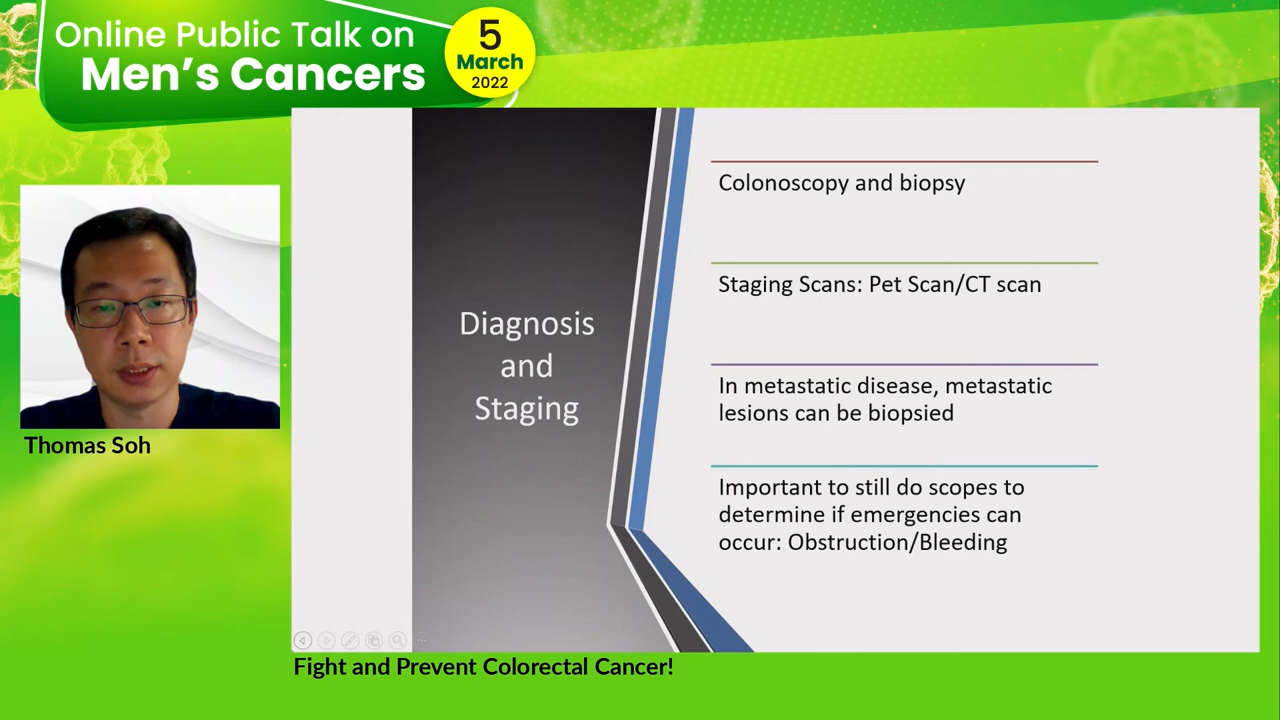 Online Public Talk on
Men's Cancers
5
March
2022
Thomas Soh
Diagnosis
and
Staging
Colonoscopy and biopsy
Staging Scans: Pet Scan/CT scan
In metastatic disease, metastatic
lesions can be biopsied
Important to still do scopes to
determine if emergencies can
occur: Obstruction/Bleeding
Fight and Prevent Colorectal Cancer!